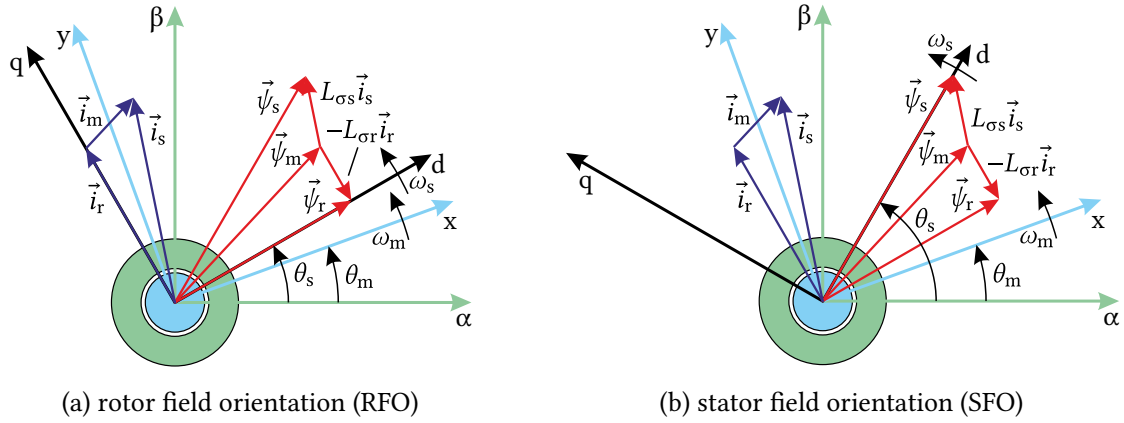 β
y
q
i⃗m
i⃗s
i⃗r
ψ⃗s
Lσs i⃗s
ψ⃗m
−Lσr i⃗r
ψ⃗r
d
ωs
x
ωm
θs
θm
α
(a) rotor field orientation (RFO)
β
y
ωs
d
i⃗m
i⃗s
ψ⃗s
Lσs i⃗s
ψ⃗m
−Lσr i⃗r
q
i⃗r
ψ⃗r
x
θs
ωm
θm
α
(b) stator field orientation (SFO)